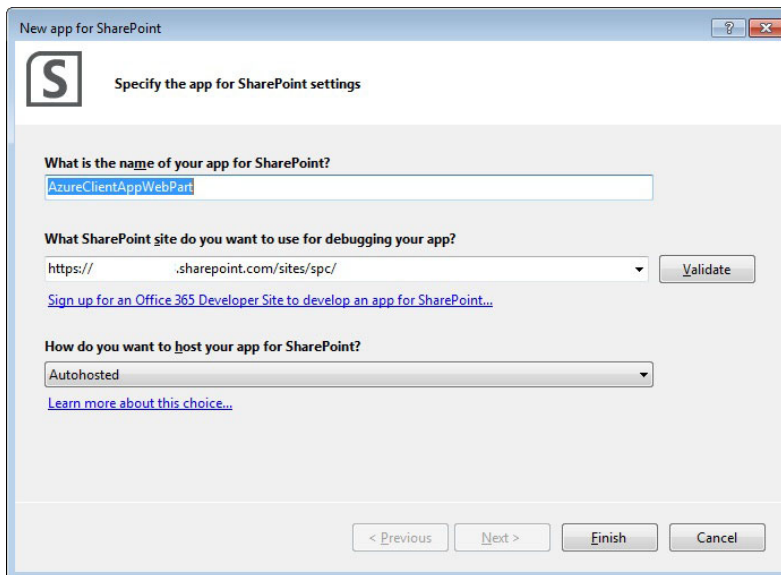 New app for SharePoint
?
S
Specify the app for SharePoint settings
What is the name of your app for SharePoint?
AzureClientAppWebPart
What SharePoint site do you want to use for debugging your app?
https:// .sharepoint.com/sites/spc/
Validate
Sign up for an Office 365 Developer Site to develop an app for SharePoint...
How do you want to host your app for SharePoint?
Autohosted
Learn more about this choice...
< Previous Next > Finish Cancel